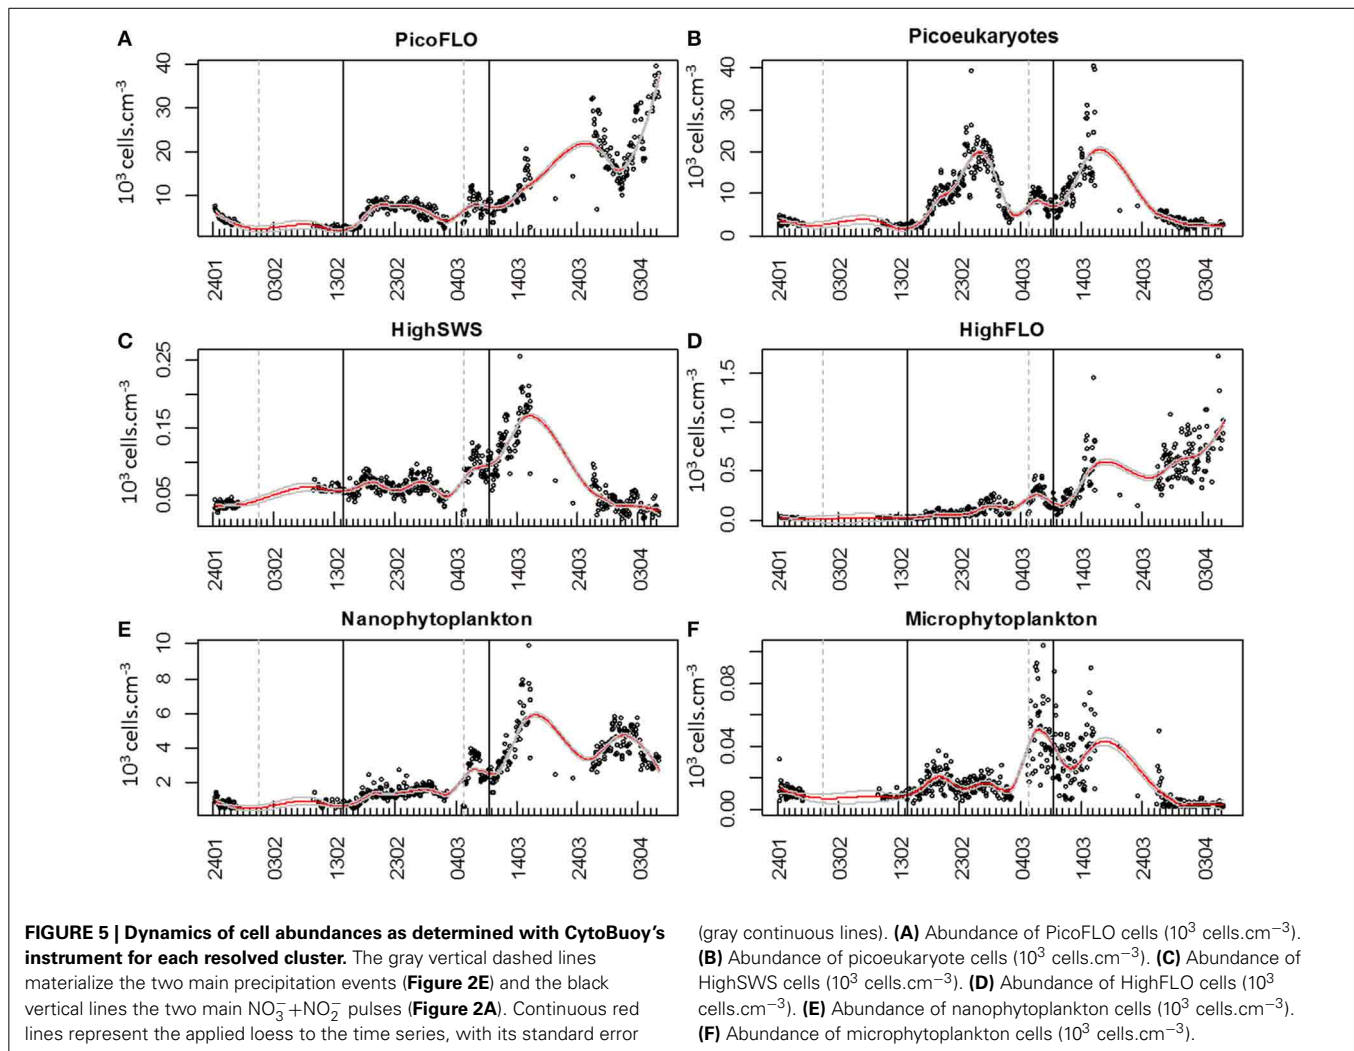 A
PicoFLO
10³ cells.cm⁻³
10 20 30 40
2401 0302 1302 2302 0403 1403 2403 0304
B
Picoeukaryotes
10³ cells.cm⁻³
0 10 20 30 40
2401 0302 1302 2302 0403 1403 2403 0304
C
HighSWS
10³ cells.cm⁻³
0.05 0.15 0.25
2401 0302 1302 2302 0403 1403 2403 0304
D
HighFLO
10³ cells.cm⁻³
0.0 0.5 1.0 1.5
2401 0302 1302 2302 0403 1403 2403 0304
E
Nanophytoplankton
10³ cells.cm⁻³
2 4 6 8 10
2401 0302 1302 2302 0403 1403 2403 0304
F
Microphytoplankton
10³ cells.cm⁻³
0.00 0.04 0.08
2401 0302 1302 2302 0403 1403 2403 0304
FIGURE 5 | Dynamics of cell abundances as determined with CytoBuoy's
instrument for each resolved cluster. The gray vertical dashed lines
materialize the two main precipitation events (Figure 2E) and the black
vertical lines the two main NO₃⁻+NO₂⁻ pulses (Figure 2A). Continuous red
lines represent the applied loess to the time series, with its standard error
(gray continuous lines). (A) Abundance of PicoFLO cells (10³ cells.cm⁻³).
(B) Abundance of picoeukaryote cells (10³ cells.cm⁻³). (C) Abundance of
HighSWS cells (10³ cells.cm⁻³). (D) Abundance of HighFLO cells (10³
cells.cm⁻³). (E) Abundance of nanophytoplankton cells (10³ cells.cm⁻³).
(F) Abundance of microphytoplankton cells (10³ cells.cm⁻³).